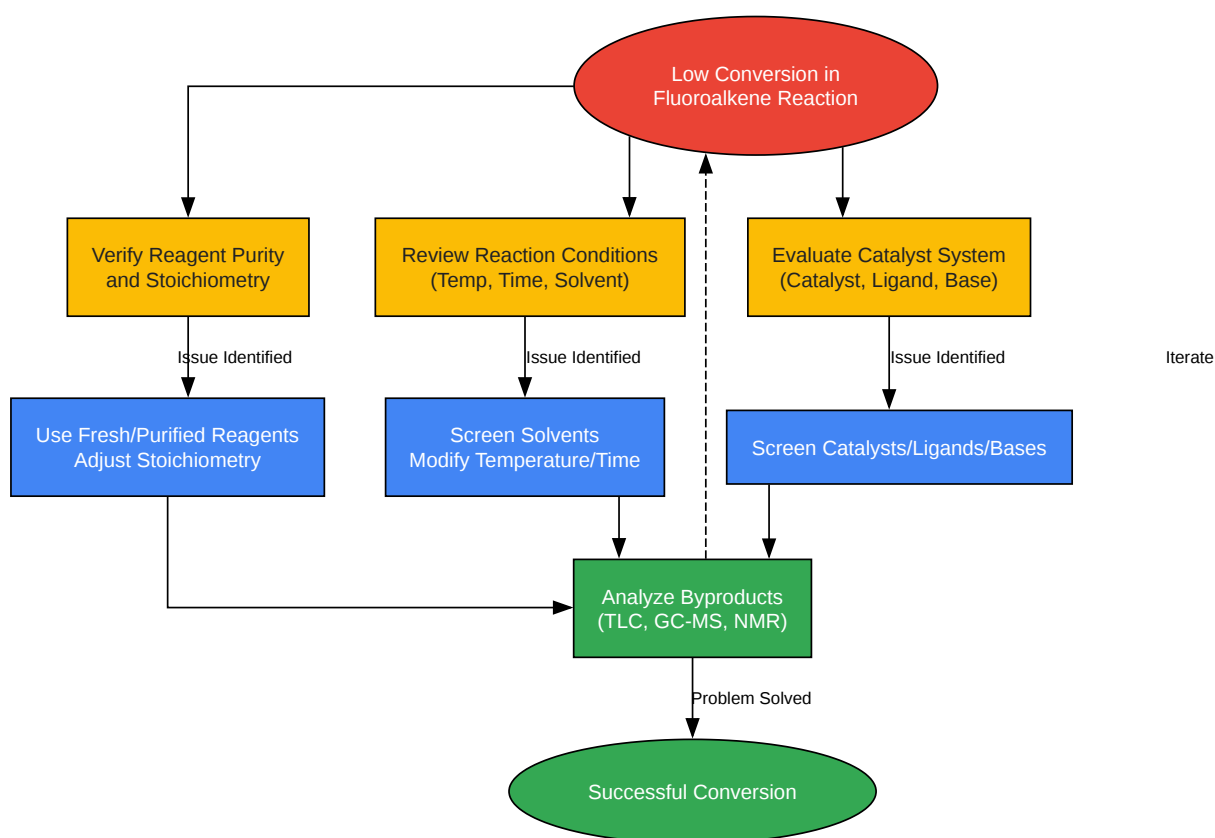 Low Conversion in
Fluoroalkene Reaction
Verify Reagent Purity
and Stoichiometry
Review Reaction Conditions
(Temp, Time, Solvent)
Evaluate Catalyst System
(Catalyst, Ligand, Base)
Issue Identified
Issue Identified
Issue Identified
Iterate
Use Fresh/Purified Reagents
Adjust Stoichiometry
Screen Solvents
Modify Temperature/Time
Screen Catalysts/Ligands/Bases
Analyze Byproducts
(TLC, GC-MS, NMR)
Problem Solved
Successful Conversion